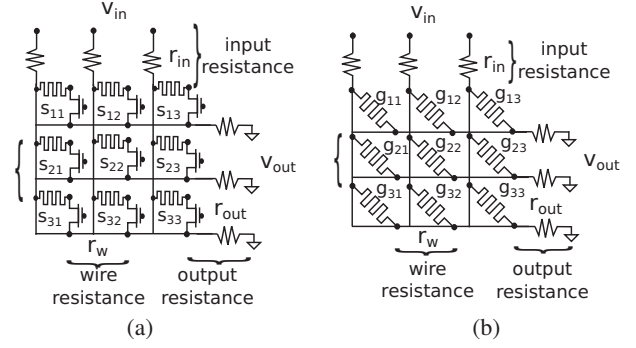 v_in
r_in
input
resistance
s_11 s_12 s_13
s_21 s_22 s_23
v_out
s_31 s_32 s_33
r_out
r_w
wire
resistance
output
resistance
(a)
v_in
r_in
input
resistance
g_11 g_12 g_13
g_21 g_22 g_23
v_out
g_31 g_32 g_33
r_out
r_w
wire
resistance
output
resistance
(b)